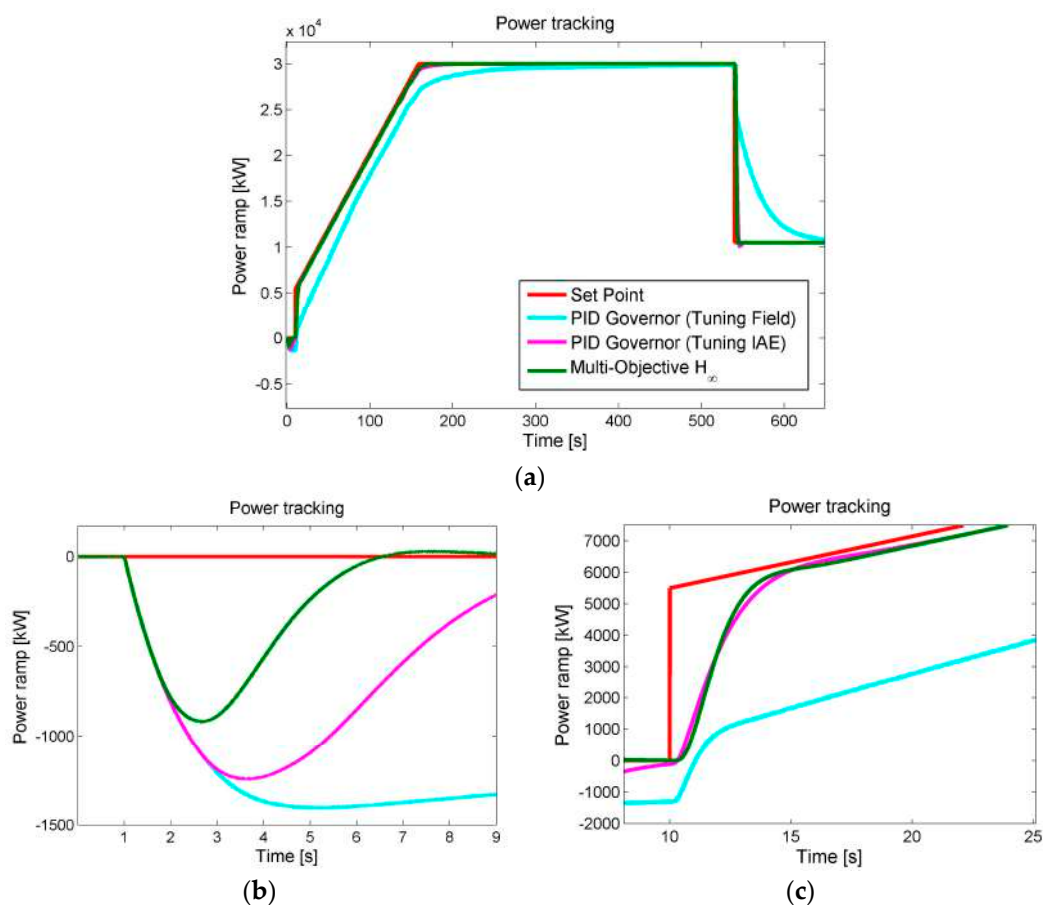 Power tracking
x 10^4
3
2.5
2
1.5
1
0.5
0
-0.5
Power ramp [kW]
Set Point
PID Governor (Tuning Field)
PID Governor (Tuning IAE)
Multi-Objective H∞
0 100 200 300 400 500 600
Time [s]
(a)
Power tracking
0
-500
-1000
-1500
Power ramp [kW]
1 2 3 4 5 6 7 8 9
Time [s]
(b)
Power tracking
7000
6000
5000
4000
3000
2000
1000
0
-1000
-2000
Power ramp [kW]
10 15 20 25
Time [s]
(c)